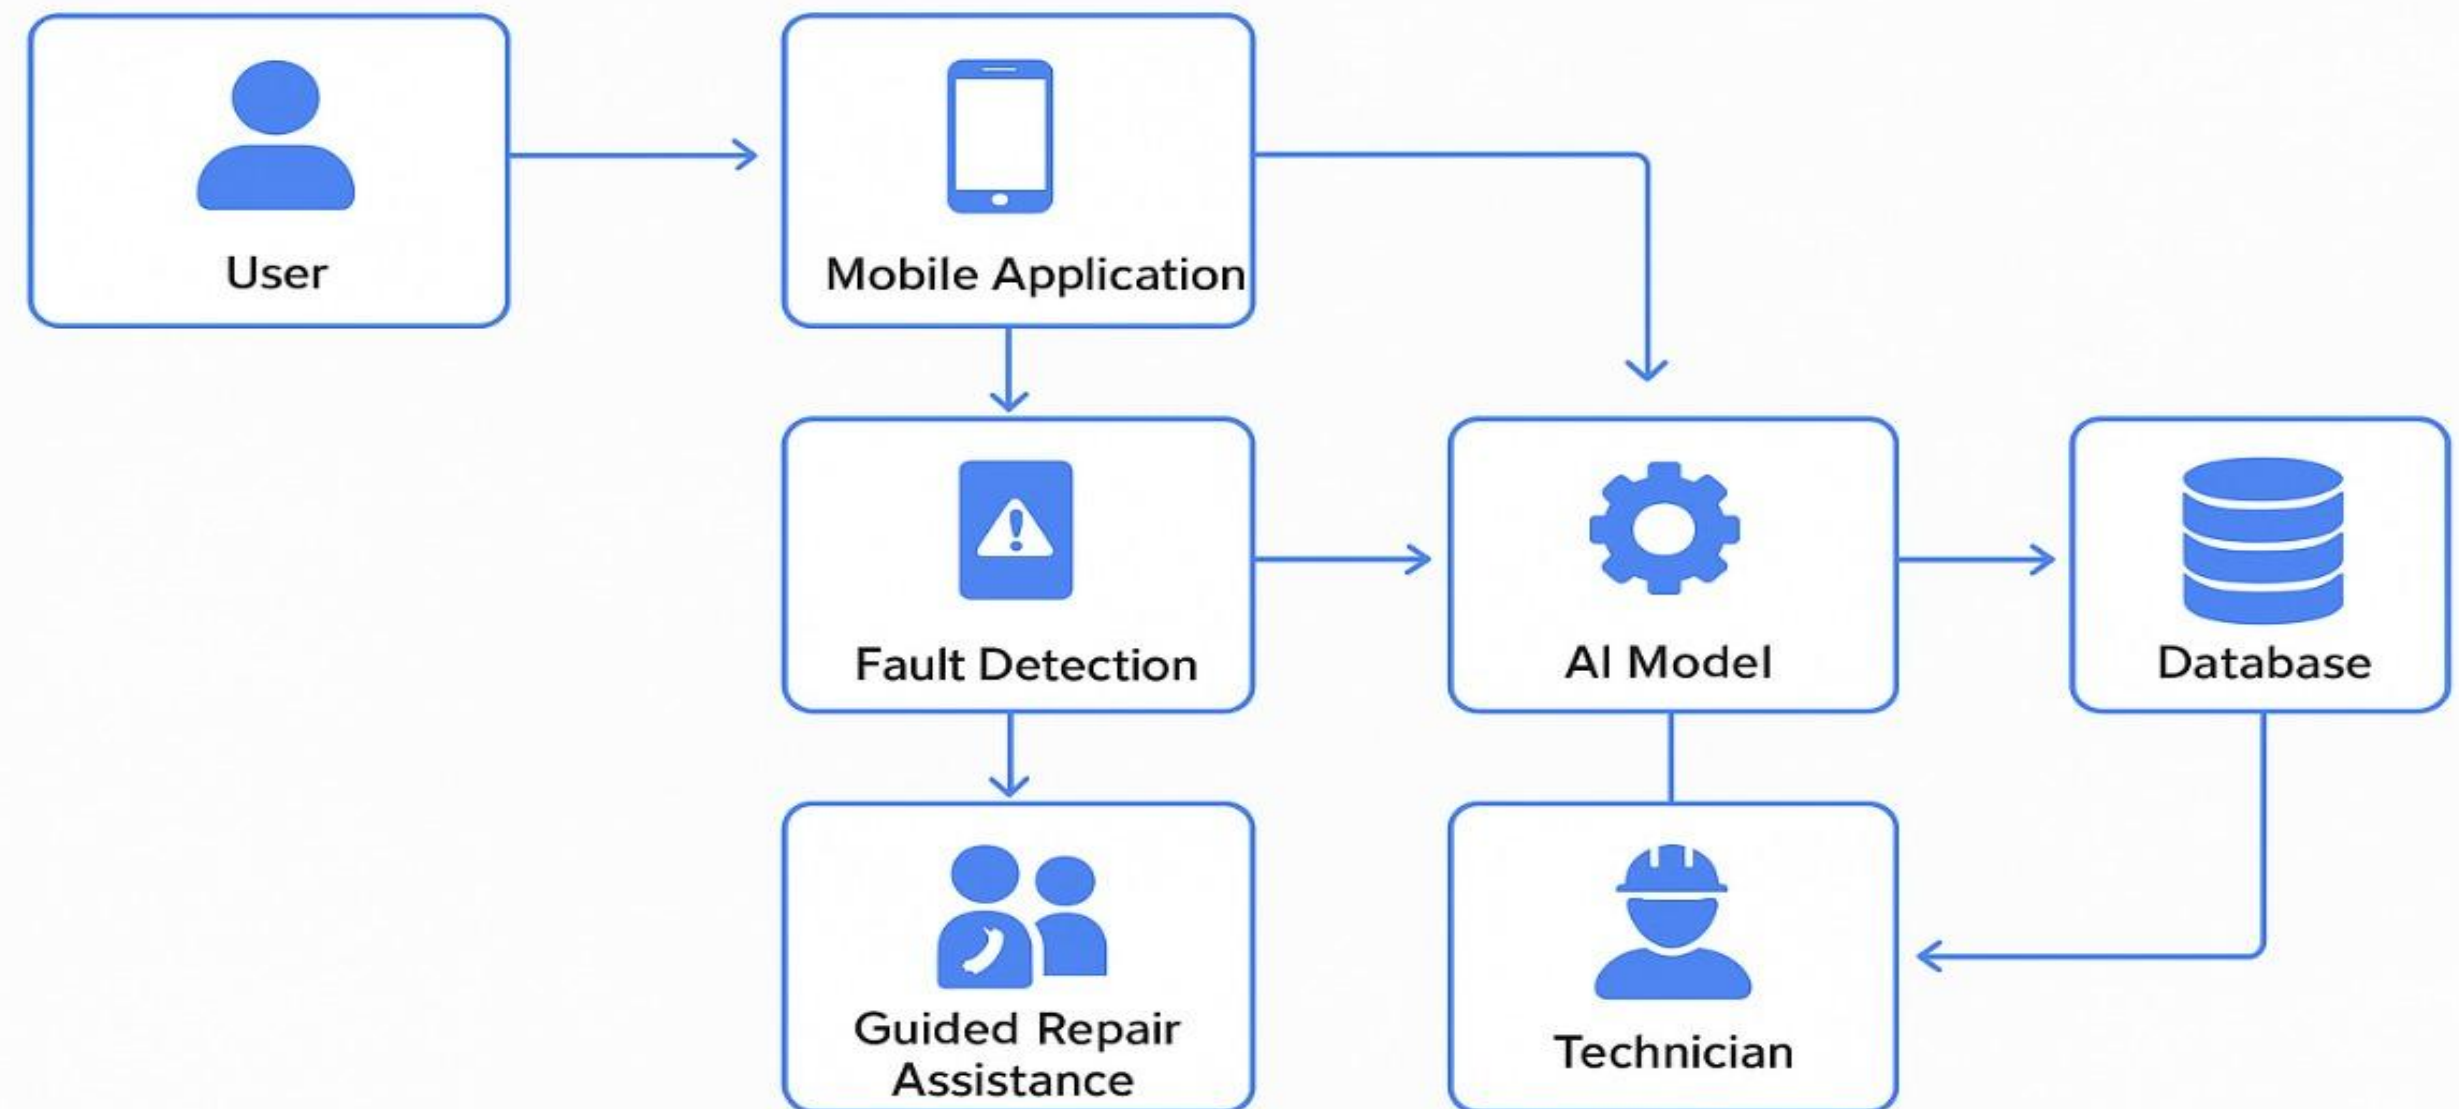 User
Mobile Application
Fault Detection
AI Model
Database
Guided Repair
Assistance
Technician